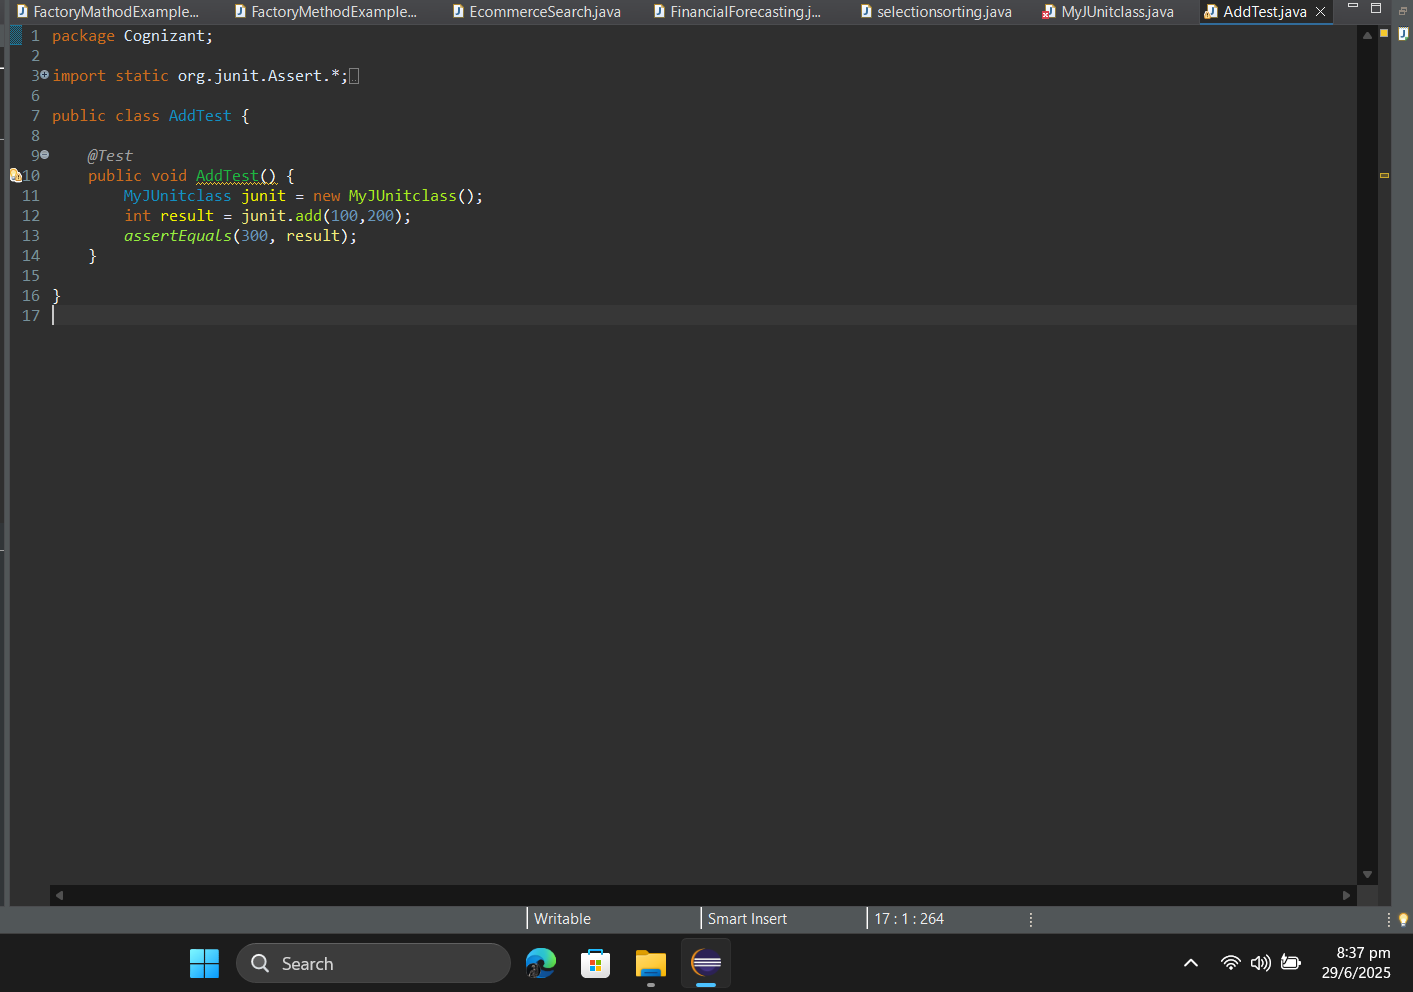 FactoryMathodExample... FactoryMethodExample... EcommerceSearch.java FinancialForecasting.j... selectionsorting.java MyJUnitclass.java AddTest.java
1 package Cognizant;
2
3 import static org.junit.Assert.*;
6
7 public class AddTest {
8
9 @Test
10 public void AddTest() {
11 MyJUnitclass junit = new MyJUnitclass();
12 int result = junit.add(100,200);
13 assertEquals(300, result);
14 }
15
16 }
17
Writable Smart Insert 17 : 1 : 264
Search
8:37 pm
29/6/2025